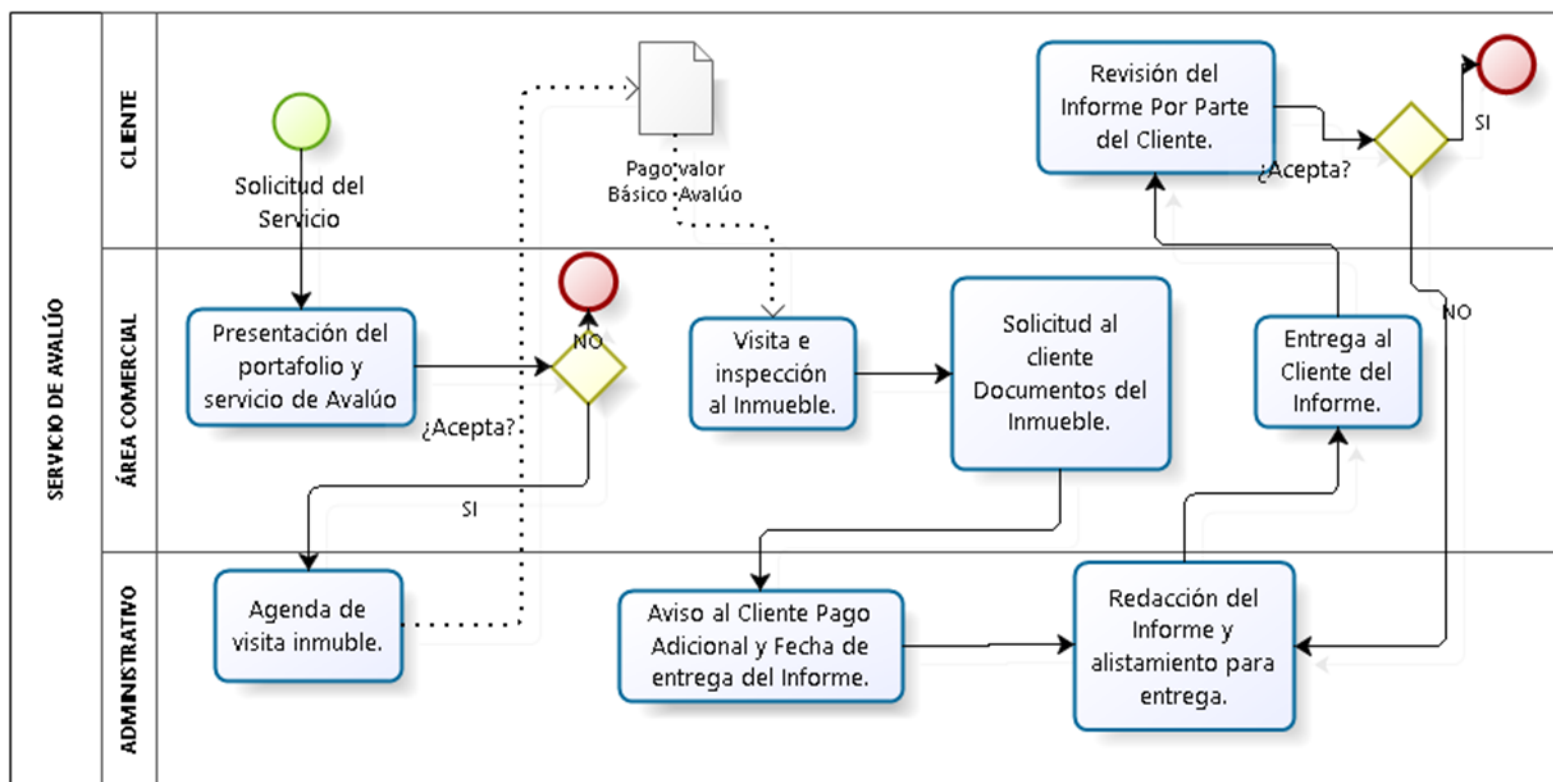 SERVICIO DE AVALÚO
CLIENTE
Solicitud del
Servicio
Pago valor
Básico Avalúo
Revisión del
Informe Por Parte
del Cliente.
¿Acepta?
SI
NO
ÁREA COMERCIAL
Presentación del
portafolio y
servicio de Avalúo
¿Acepta?
NO
SI
Visita e
inspección
al Inmueble.
Solicitud al
cliente
Documentos del
Inmueble.
Entrega al
Cliente del
Informe.
ADMINISTRATIVO
Agenda de
visita inmuble.
Aviso al Cliente Pago
Adicional y Fecha de
entrega del Informe.
Redacción del
Informe y
alistamiento para
entrega.